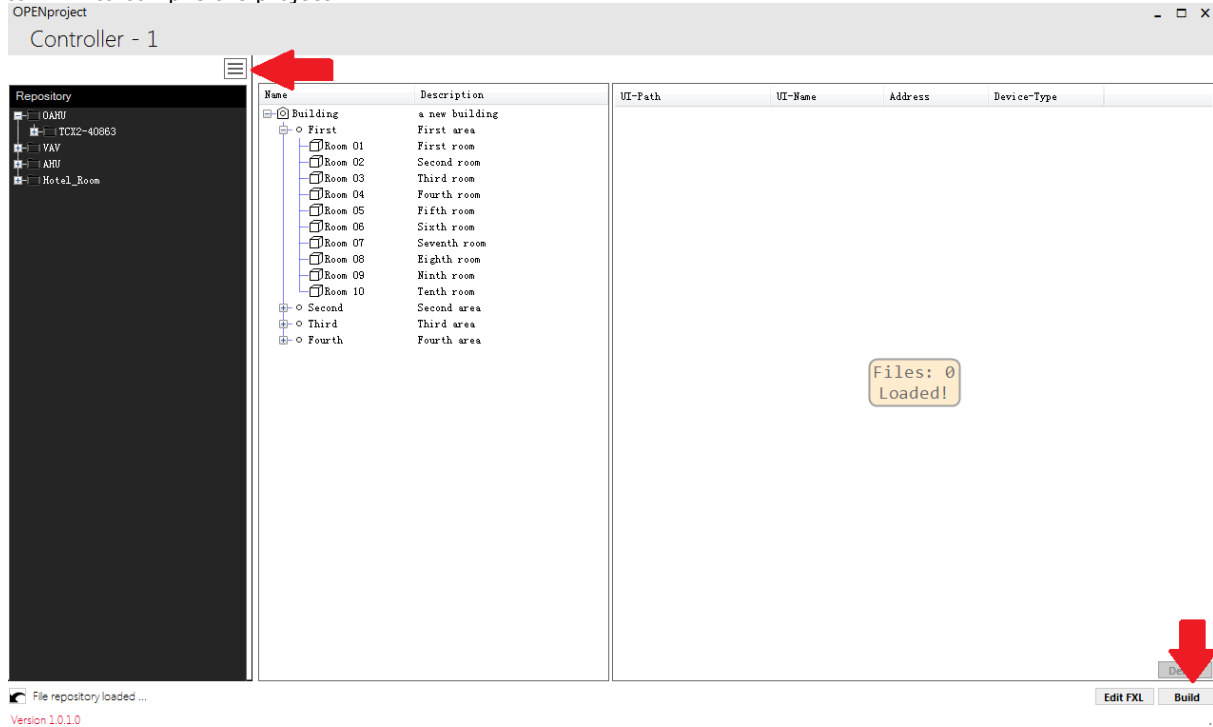 OPENproject
Controller - 1
Repository
OAHU
TCX2-40863
VAV
AHU
Hotel_Room
Name Description
Building a new building
First First area
Room 01 First room
Room 02 Second room
Room 03 Third room
Room 04 Fourth room
Room 05 Fifth room
Room 06 Sixth room
Room 07 Seventh room
Room 08 Eighth room
Room 09 Ninth room
Room 10 Tenth room
Second Second area
Third Third area
Fourth Fourth area
UI-Path UI-Name Address Device-Type
Files: 0
Loaded!
File repository loaded ...
Edit FXL Build
Version 1.0.1.0